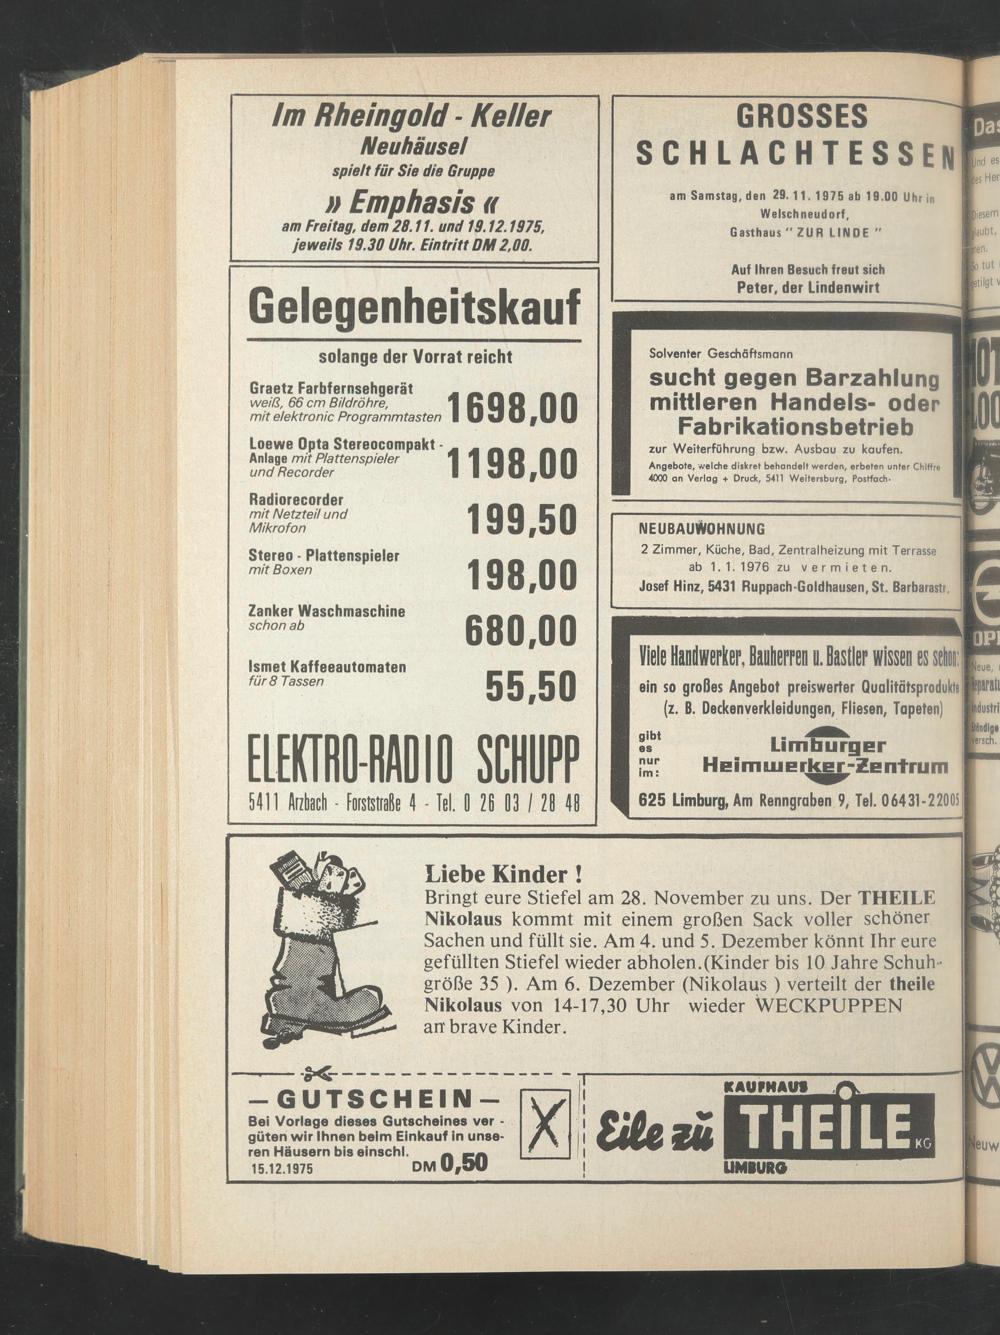 Im Rheingold - Keller
Neuhäusel
spielt für Sie die Gruppe
» Emphasis «
am Freitag, dem 28.11. und 19.12.1975,
jeweils 19.30 Uhr. Eintritt DM 2,00.
Gelegenheitskauf
solange der Vorrat reicht
Graetz Farbfernsehgerät
weiß, 66 cm Bildröhre,
mit elektronic Programmtasten 1698,00
Loewe Opta Stereocompakt -
Anlage mit Plattenspieler
und Recorder 1198,00
Radiorecorder
mit Netzteil und
Mikrofon 199,50
Stereo - Plattenspieler
mit Boxen 198,00
Zanker Waschmaschine
schon ab 680,00
Ismet Kaffeeautomaten
für 8 Tassen 55,50
ELEKTRO-RADIO SCHUPP
5411 Arzbach - Forststraße 4 - Tel. 0 26 03 / 28 48
GROSSES
SCHLACHTESSEN
am Samstag, den 29. 11. 1975 ab 19.00 Uhr in
Welschneudorf,
Gasthaus " ZUR LINDE "
Auf Ihren Besuch freut sich
Peter, der Lindenwirt
Solventer Geschäftsmann
sucht gegen Barzahlung
mittleren Handels- oder
Fabrikationsbetrieb
zur Weiterführung bzw. Ausbau zu kaufen.
Angebote, welche diskret behandelt werden, erbeten unter Chiffre
4000 an Verlag + Druck, 5411 Weitersburg, Postfach.
NEUBAUWOHNUNG
2 Zimmer, Küche, Bad, Zentralheizung mit Terrasse
ab 1. 1. 1976 zu vermieten.
Josef Hinz, 5431 Ruppach-Goldhausen, St. Barbarastr.
Viele Handwerker, Bauherren u. Bastler wissen es schon:
ein so großes Angebot preiswerter Qualitätsprodukte
(z. B. Deckenverkleidungen, Fliesen, Tapeten)
gibt
es
nur
im:
Limburger
Heimwerker-Zentrum
625 Limburg, Am Renngraben 9, Tel. 06431-22005
Liebe Kinder !
Bringt eure Stiefel am 28. November zu uns. Der THEILE
Nikolaus kommt mit einem großen Sack voller schöner
Sachen und füllt sie. Am 4. und 5. Dezember könnt Ihr eure
gefüllten Stiefel wieder abholen.(Kinder bis 10 Jahre Schuh-
größe 35 ). Am 6. Dezember (Nikolaus ) verteilt der theile
Nikolaus von 14-17,30 Uhr wieder WECKPUPPEN
an brave Kinder.
— GUTSCHEIN —
Bei Vorlage dieses Gutscheines ver -
güten wir Ihnen beim Einkauf in unse-
ren Häusern bis einschl.
15.12.1975 DM 0,50
X
Eile zu
KAUFHAUS
THEILE KG
LIMBURG
Das
Und es
des Her
Diesem
So tut
OPE
Neue,
Ständige
versch.
VW